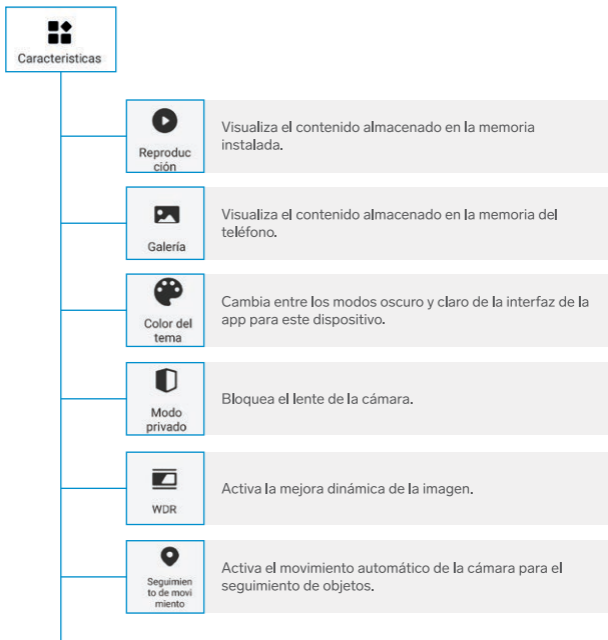 Caracteristicas
Reproduc
ción
Visualiza el contenido almacenado en la memoria
instalada.
Galería
Visualiza el contenido almacenado en la memoria del
teléfono.
Color del
tema
Cambia entre los modos oscuro y claro de la interfaz de la
app para este dispositivo.
Modo
privado
Bloquea el lente de la cámara.
WDR
Activa la mejora dinámica de la imagen.
Seguimien
to de movi
miento
Activa el movimiento automático de la cámara para el
seguimiento de objetos.